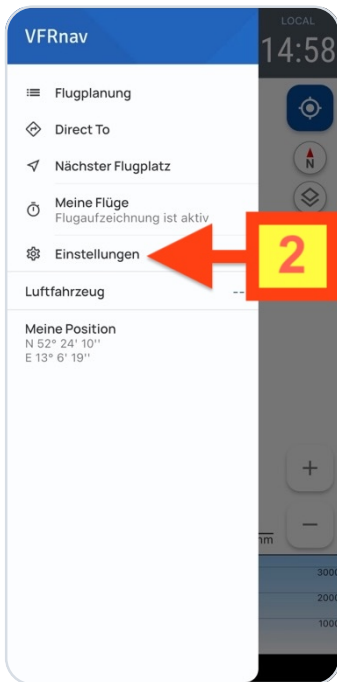 VFRnav
LOCAL
14:58
Flugplanung
Direct To
Nächster Flugplatz
N
Meine Flüge
Flugaufzeichnung ist aktiv
Einstellungen
2
Luftfahrzeug --
Meine Position
N 52° 24' 10''
E 13° 6' 19''
+
−
nm
3000
2000
1000